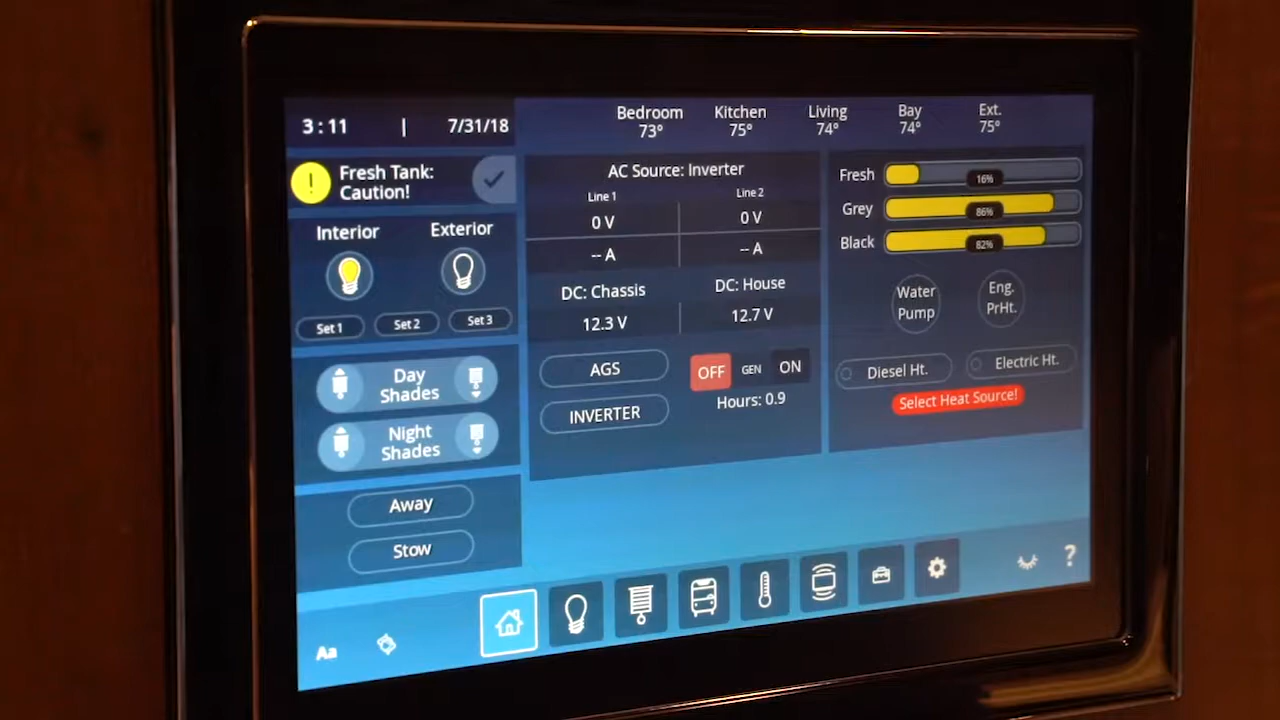 3:11 | 7/31/18
Bedroom
73°
Kitchen
75°
Living
74°
Bay
74°
Ext.
75°
Fresh Tank:
Caution!
Interior
Exterior
Set 1
Set 2
Set 3
Day
Shades
Night
Shades
Away
Stow
AC Source: Inverter
Line 1
Line 2
0 V
0 V
-- A
-- A
DC: Chassis
DC: House
12.3 V
12.7 V
AGS
OFF GEN ON
Hours: 0.9
INVERTER
Fresh
16%
Grey
86%
Black
82%
Water
Pump
Eng.
PrHt.
Diesel Ht.
Electric Ht.
Select Heat Source!
Aa
?